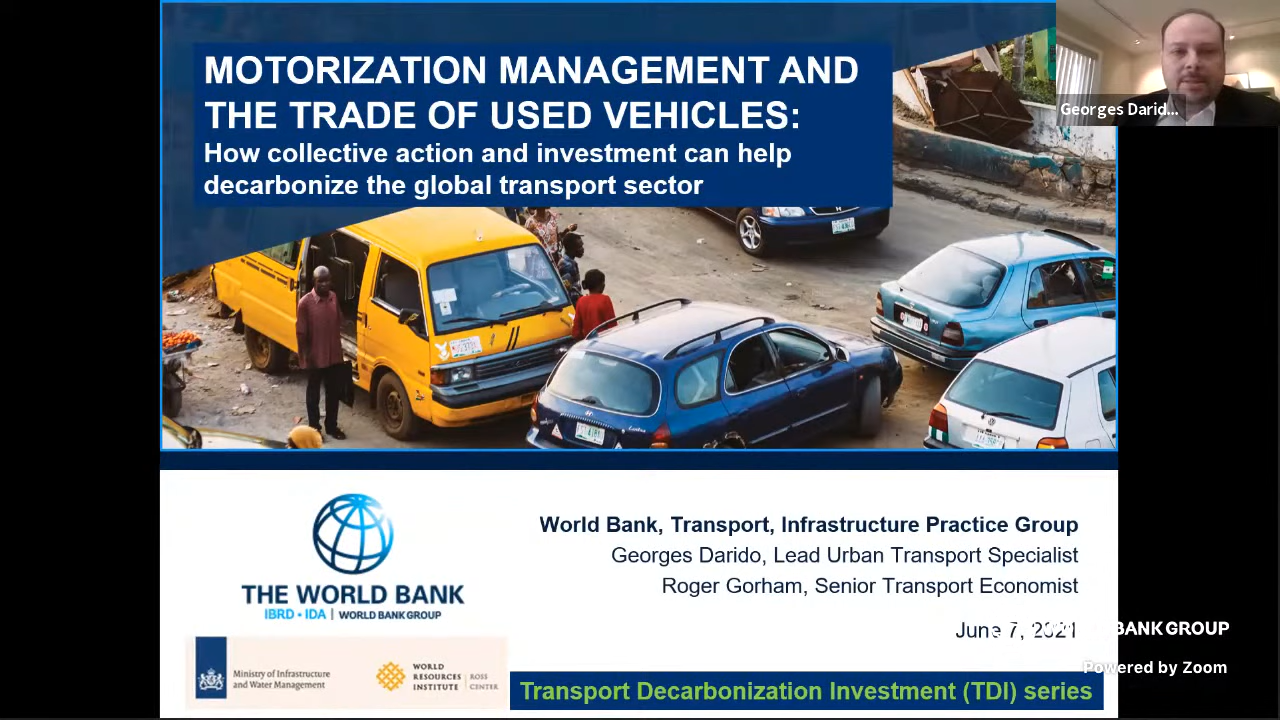 MOTORIZATION MANAGEMENT AND
THE TRADE OF USED VEHICLES:
How collective action and investment can help
decarbonize the global transport sector
Georges Darid...
THE WORLD BANK
IBRD • IDA | WORLD BANK GROUP
World Bank, Transport, Infrastructure Practice Group
Georges Darido, Lead Urban Transport Specialist
Roger Gorham, Senior Transport Economist
June 7, 2021
BANK GROUP
Powered by Zoom
Ministry of Infrastructure
and Water Management
WORLD
RESOURCES
INSTITUTE
ROSS
CENTER
Transport Decarbonization Investment (TDI) series